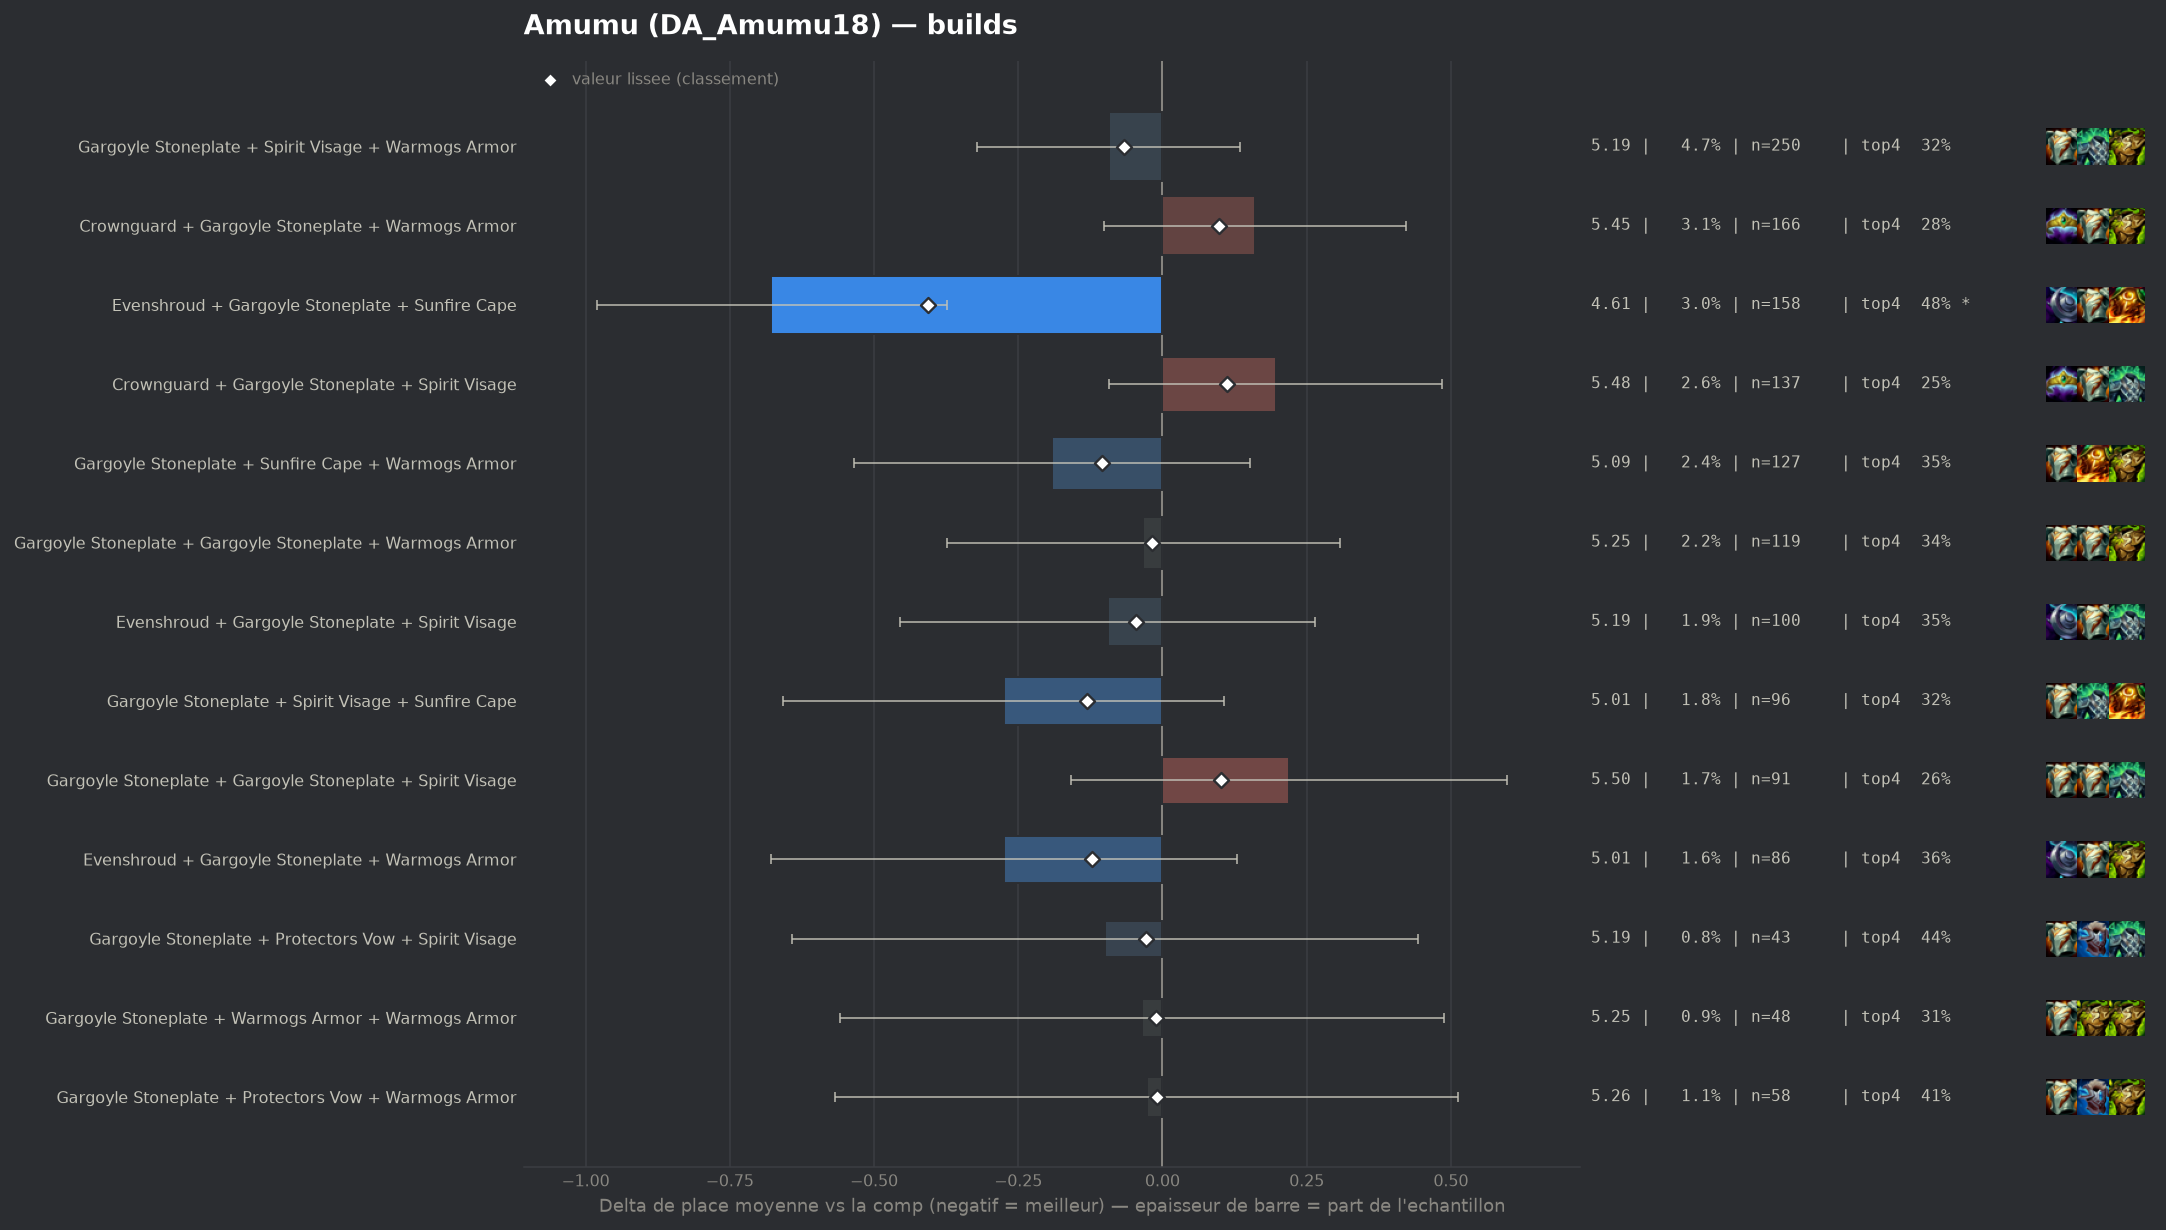 Amumu (DA_Amumu18) — builds
valeur lissee (classement)
Gargoyle Stoneplate + Spirit Visage + Warmogs Armor 5.19 | 4.7% | n=250 | top4 32%
Crownguard + Gargoyle Stoneplate + Warmogs Armor 5.45 | 3.1% | n=166 | top4 28%
Evenshroud + Gargoyle Stoneplate + Sunfire Cape 4.61 | 3.0% | n=158 | top4 48% *
Crownguard + Gargoyle Stoneplate + Spirit Visage 5.48 | 2.6% | n=137 | top4 25%
Gargoyle Stoneplate + Sunfire Cape + Warmogs Armor 5.09 | 2.4% | n=127 | top4 35%
Gargoyle Stoneplate + Gargoyle Stoneplate + Warmogs Armor 5.25 | 2.2% | n=119 | top4 34%
Evenshroud + Gargoyle Stoneplate + Spirit Visage 5.19 | 1.9% | n=100 | top4 35%
Gargoyle Stoneplate + Spirit Visage + Sunfire Cape 5.01 | 1.8% | n=96 | top4 32%
Gargoyle Stoneplate + Gargoyle Stoneplate + Spirit Visage 5.50 | 1.7% | n=91 | top4 26%
Evenshroud + Gargoyle Stoneplate + Warmogs Armor 5.01 | 1.6% | n=86 | top4 36%
Gargoyle Stoneplate + Protectors Vow + Spirit Visage 5.19 | 0.8% | n=43 | top4 44%
Gargoyle Stoneplate + Warmogs Armor + Warmogs Armor 5.25 | 0.9% | n=48 | top4 31%
Gargoyle Stoneplate + Protectors Vow + Warmogs Armor 5.26 | 1.1% | n=58 | top4 41%
−1.00 −0.75 −0.50 −0.25 0.00 0.25 0.50
Delta de place moyenne vs la comp (negatif = meilleur) — epaisseur de barre = part de l'echantillon